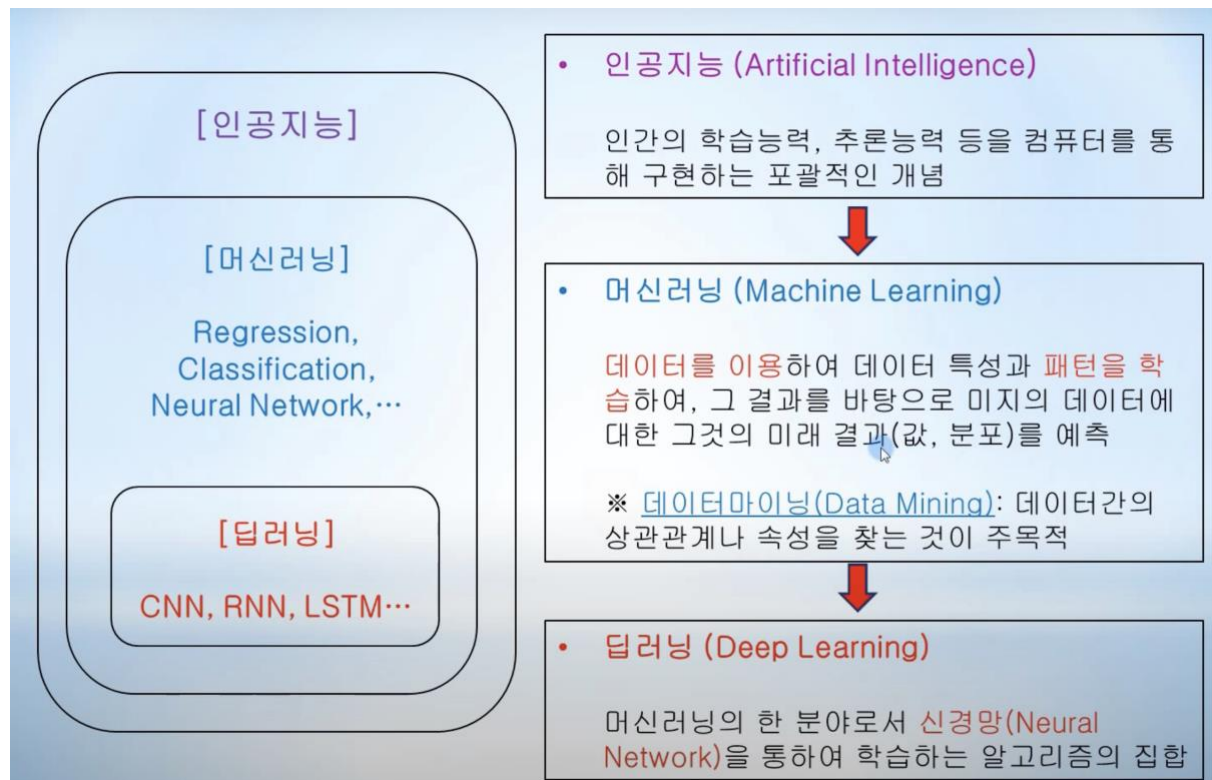 [인공지능]
[머신러닝]
Regression,
Classification,
Neural Network,…
[딥러닝]
CNN, RNN, LSTM…
• 인공지능 (Artificial Intelligence)
인간의 학습능력, 추론능력 등을 컴퓨터를 통
해 구현하는 포괄적인 개념
• 머신러닝 (Machine Learning)
데이터를 이용하여 데이터 특성과 패턴을 학
습하여, 그 결과를 바탕으로 미지의 데이터에
대한 그것의 미래 결과(값, 분포)를 예측
※ 데이터마이닝(Data Mining): 데이터간의
상관관계나 속성을 찾는 것이 주목적
• 딥러닝 (Deep Learning)
머신러닝의 한 분야로서 신경망(Neural
Network)을 통하여 학습하는 알고리즘의 집합